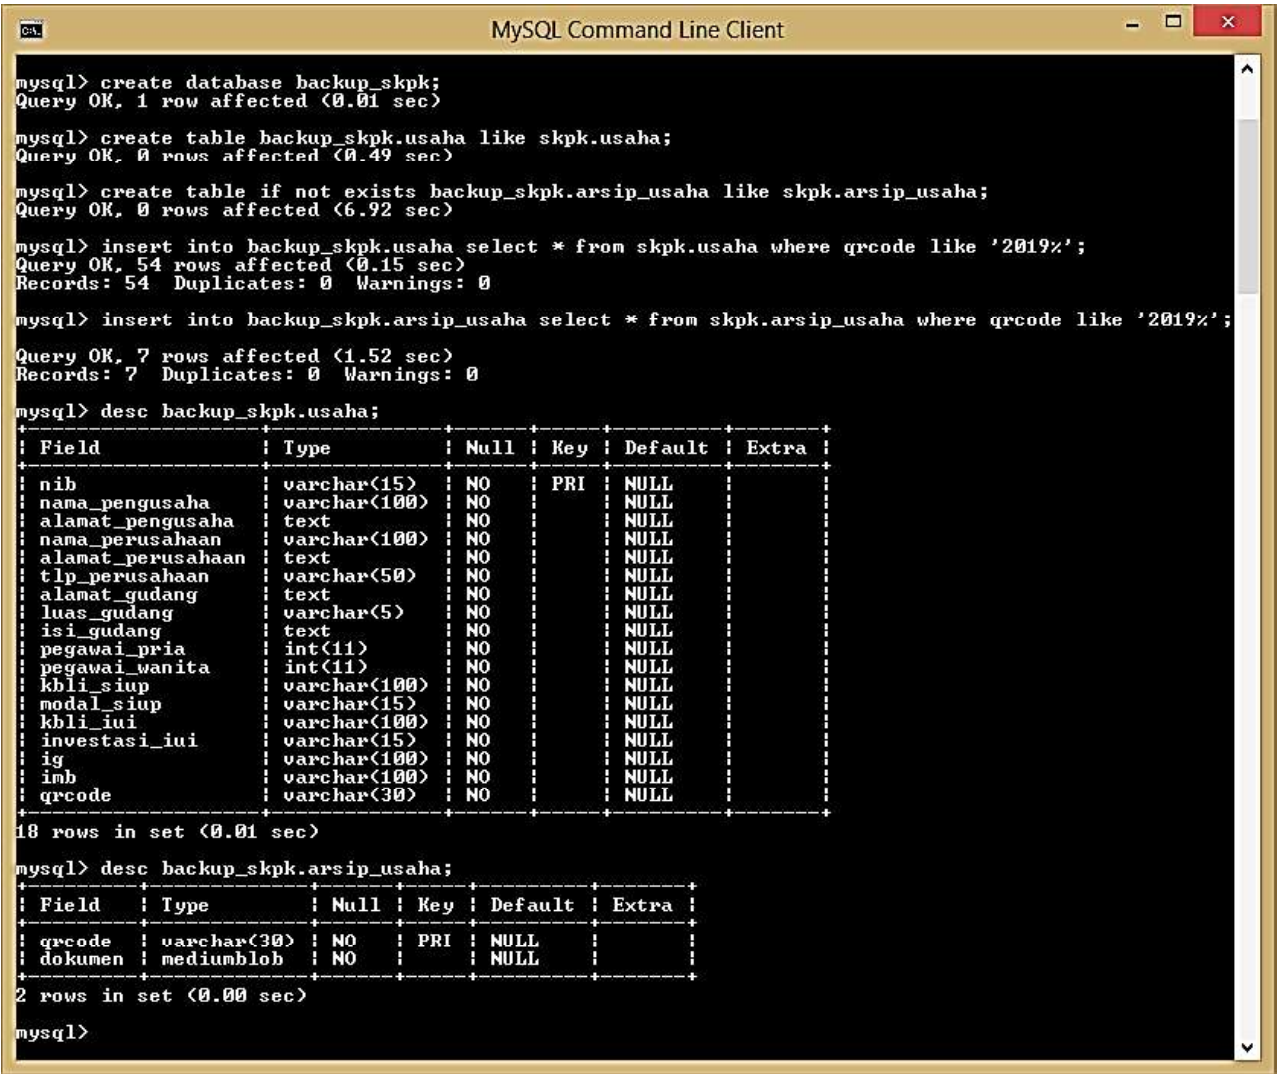 MySQL Command Line Client
mysql> create database backup_skpk;
Query OK, 1 row affected (0.01 sec)
mysql> create table backup_skpk.usaha like skpk.usaha;
Query OK, 0 rows affected (0.49 sec)
mysql> create table if not exists backup_skpk.arsip_usaha like skpk.arsip_usaha;
Query OK, 0 rows affected (6.92 sec)
mysql> insert into backup_skpk.usaha select * from skpk.usaha where qrcode like '2019%';
Query OK, 54 rows affected (0.15 sec)
Records: 54  Duplicates: 0  Warnings: 0
mysql> insert into backup_skpk.arsip_usaha select * from skpk.arsip_usaha where qrcode like '2019%';
Query OK, 7 rows affected (1.52 sec)
Records: 7  Duplicates: 0  Warnings: 0
mysql> desc backup_skpk.usaha;
| Field | Type | Null | Key | Default | Extra |
| nib | varchar(15) | NO | PRI | NULL | |
| nama_pengusaha | varchar(100) | NO | | NULL | |
| alamat_pengusaha | text | NO | | NULL | |
| nama_perusahaan | varchar(100) | NO | | NULL | |
| alamat_perusahaan | text | NO | | NULL | |
| tlp_perusahaan | varchar(50) | NO | | NULL | |
| alamat_gudang | text | NO | | NULL | |
| luas_gudang | varchar(5) | NO | | NULL | |
| isi_gudang | text | NO | | NULL | |
| pegawai_pria | int(11) | NO | | NULL | |
| pegawai_wanita | int(11) | NO | | NULL | |
| kbli_siup | varchar(100) | NO | | NULL | |
| modal_siup | varchar(15) | NO | | NULL | |
| kbli_iui | varchar(100) | NO | | NULL | |
| investasi_iui | varchar(15) | NO | | NULL | |
| ig | varchar(100) | NO | | NULL | |
| imb | varchar(100) | NO | | NULL | |
| qrcode | varchar(30) | NO | | NULL | |
18 rows in set (0.01 sec)
mysql> desc backup_skpk.arsip_usaha;
| Field | Type | Null | Key | Default | Extra |
| qrcode | varchar(30) | NO | PRI | NULL | |
| dokumen | mediumblob | NO | | NULL | |
2 rows in set (0.00 sec)
mysql>